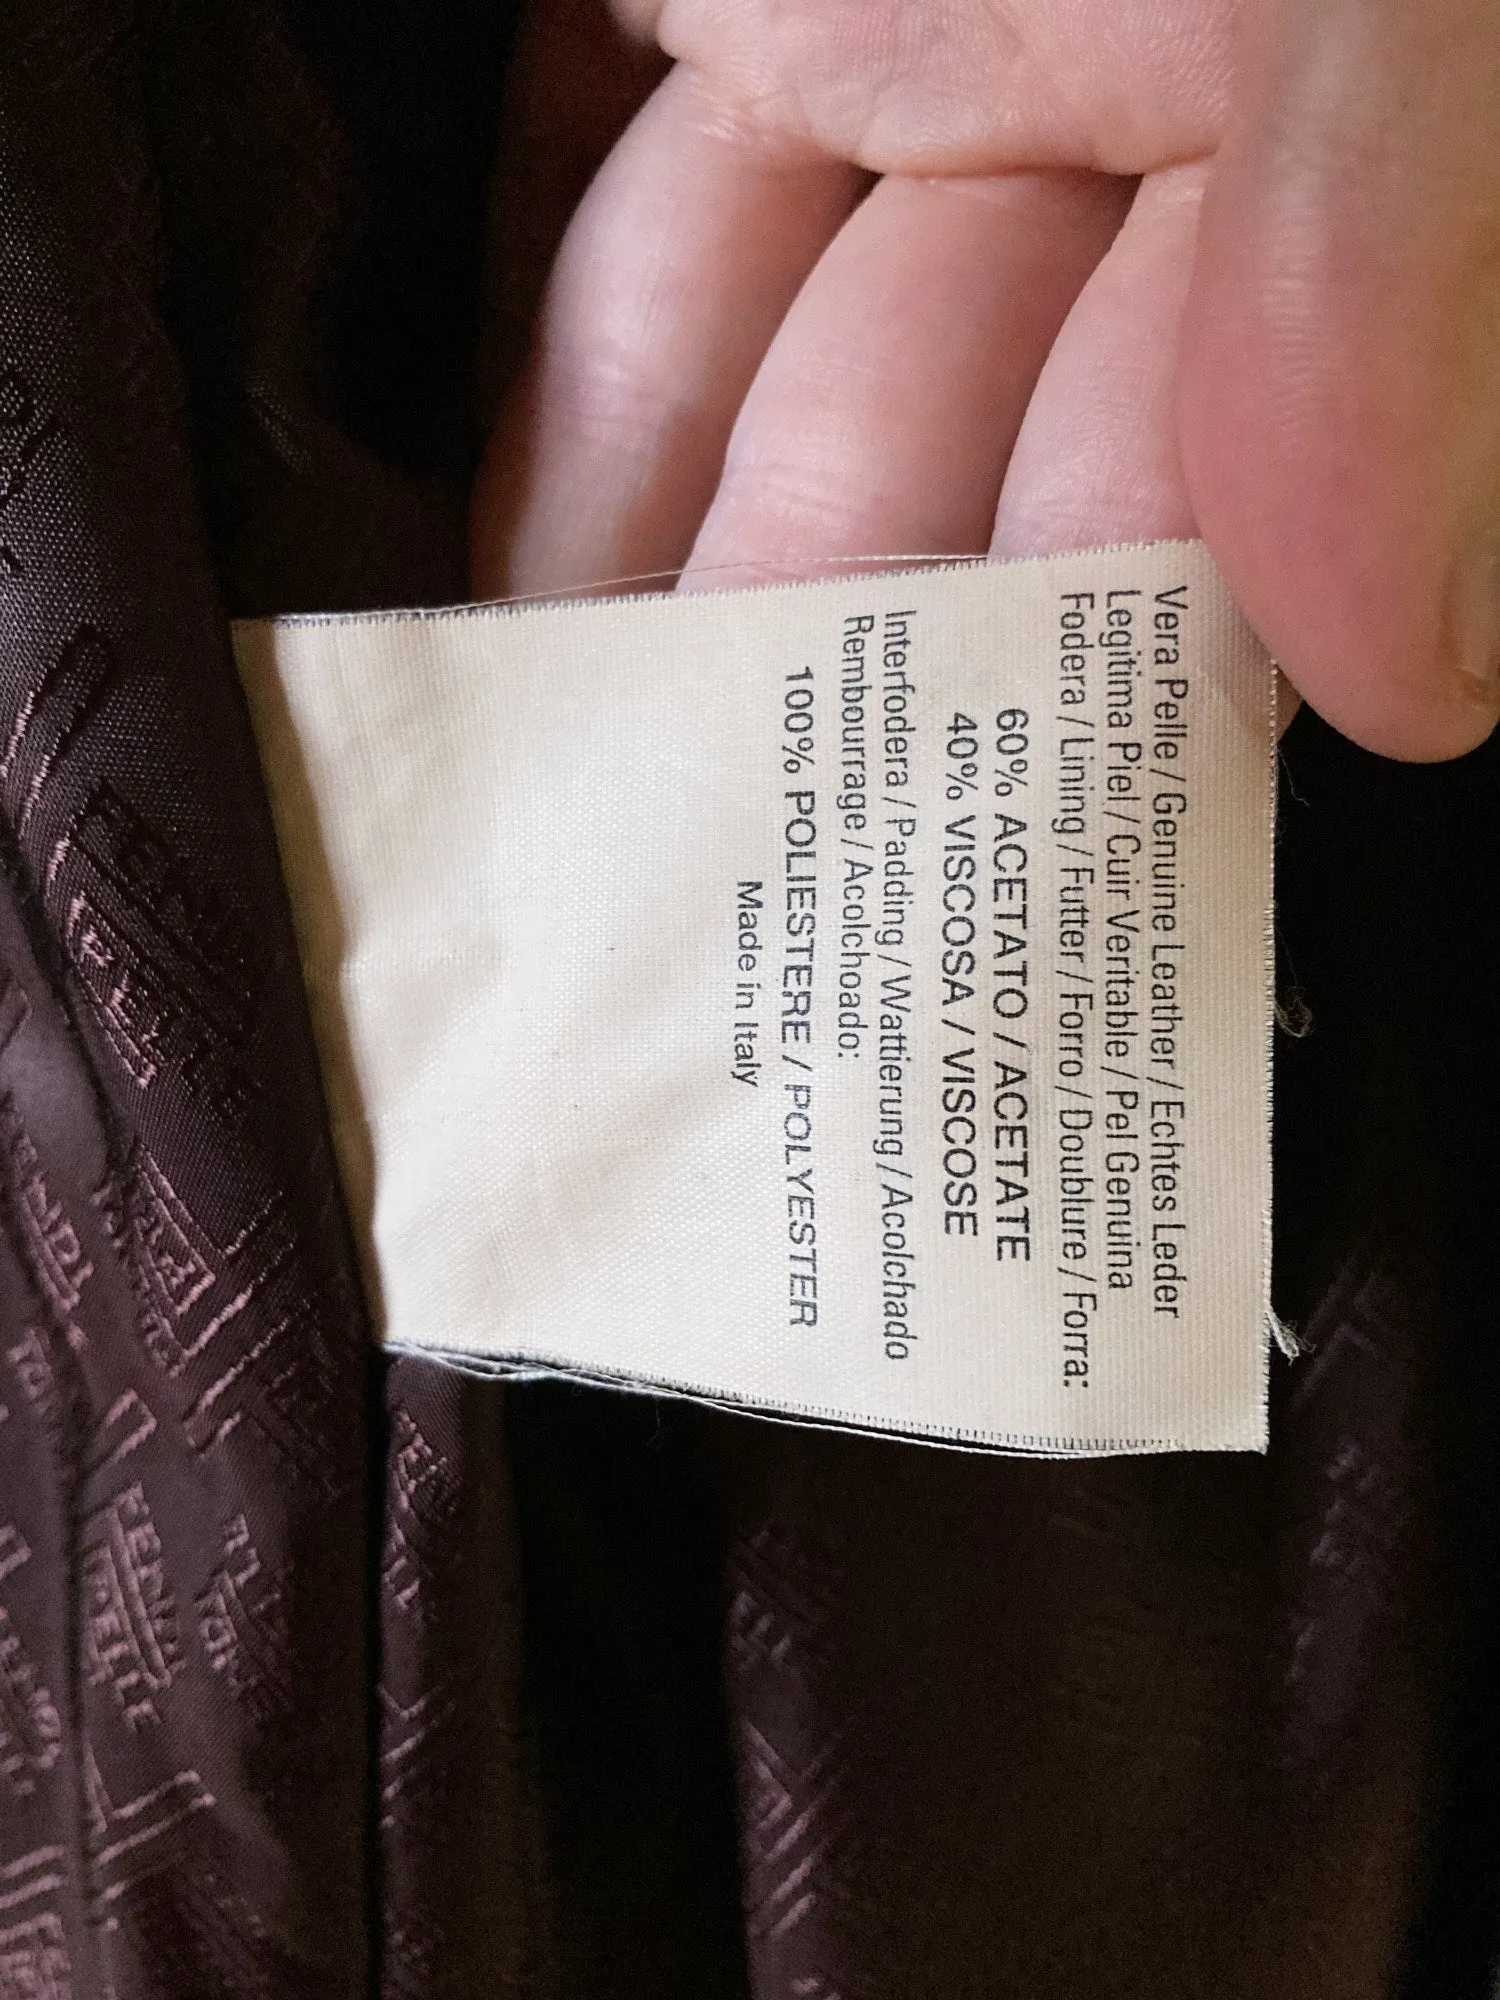 Vera Pelle / Genuine Leather / Echtes Leder
Legitima Piel / Cuir Veritable / Pel Genuina
Fodera / Lining / Futter / Forro / Doublure / Forra:
60% ACETATO / ACETATE
40% VISCOSA / VISCOSE
Interfodera / Padding / Wattierung / Acolchado
Rembourrage / Acolchoado:
100% POLIESTERE / POLYESTER
Made in Italy